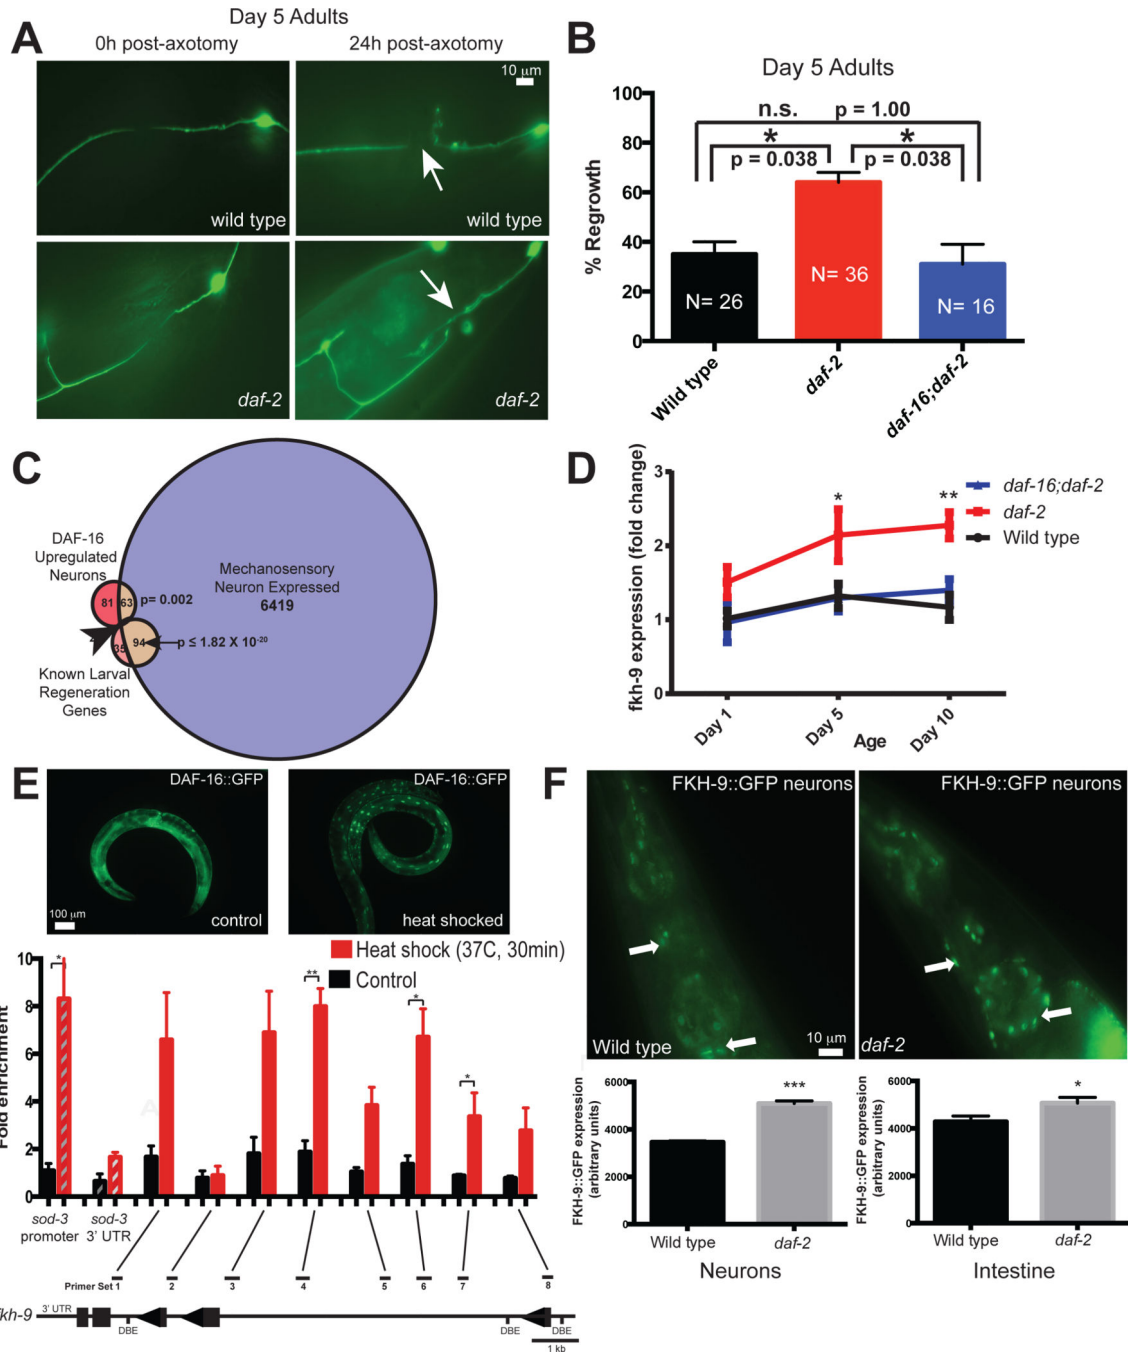 A
Day 5 Adults
0h post-axotomy
24h post-axotomy
10 µm
wild type
wild type
daf-2
daf-2
B
Day 5 Adults
% Regrowth
100
80
60
40
20
0
n.s. p = 1.00
* *
p = 0.038 p = 0.038
N= 26
N= 36
N= 16
Wild type
daf-2
daf-16;daf-2
C
DAF-16
Upregulated
Neurons
81
63
p= 0.002
Mechanosensory
Neuron Expressed
6419
35
94
p ≤ 1.82 X 10⁻²⁰
Known Larval
Regeneration
Genes
D
fkh-9 expression (fold change)
3
2
1
0
*
**
daf-16;daf-2
daf-2
Wild type
Day 1
Day 5
Day 10
Age
E
DAF-16::GFP
100 µm
control
DAF-16::GFP
heat shocked
Heat shock (37C, 30min)
Control
Fold enrichment
10
8
6
4
2
0
*
**
*
*
sod-3
promoter
sod-3
3' UTR
Primer Set 1
2
3
4
5
6
7
8
3' UTR
DBE
DBE
DBE
1 kb
F
FKH-9::GFP neurons
Wild type
10 µm
FKH-9::GFP neurons
daf-2
FKH-9::GFP expression
(arbitrary units)
6000
4000
2000
0
***
Wild type
daf-2
Neurons
FKH-9::GFP expression
(arbitrary units)
6000
4000
2000
0
*
Wild type
daf-2
Intestine